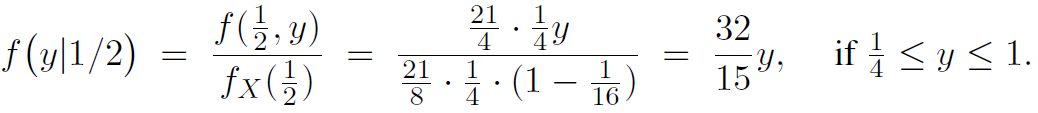 f(y|1/2) = f(1/2, y) / f_X(1/2) = (21/4 · 1/4 y) / (21/8 · 1/4 · (1 − 1/16)) = 32/15 y, if 1/4 ≤ y ≤ 1.